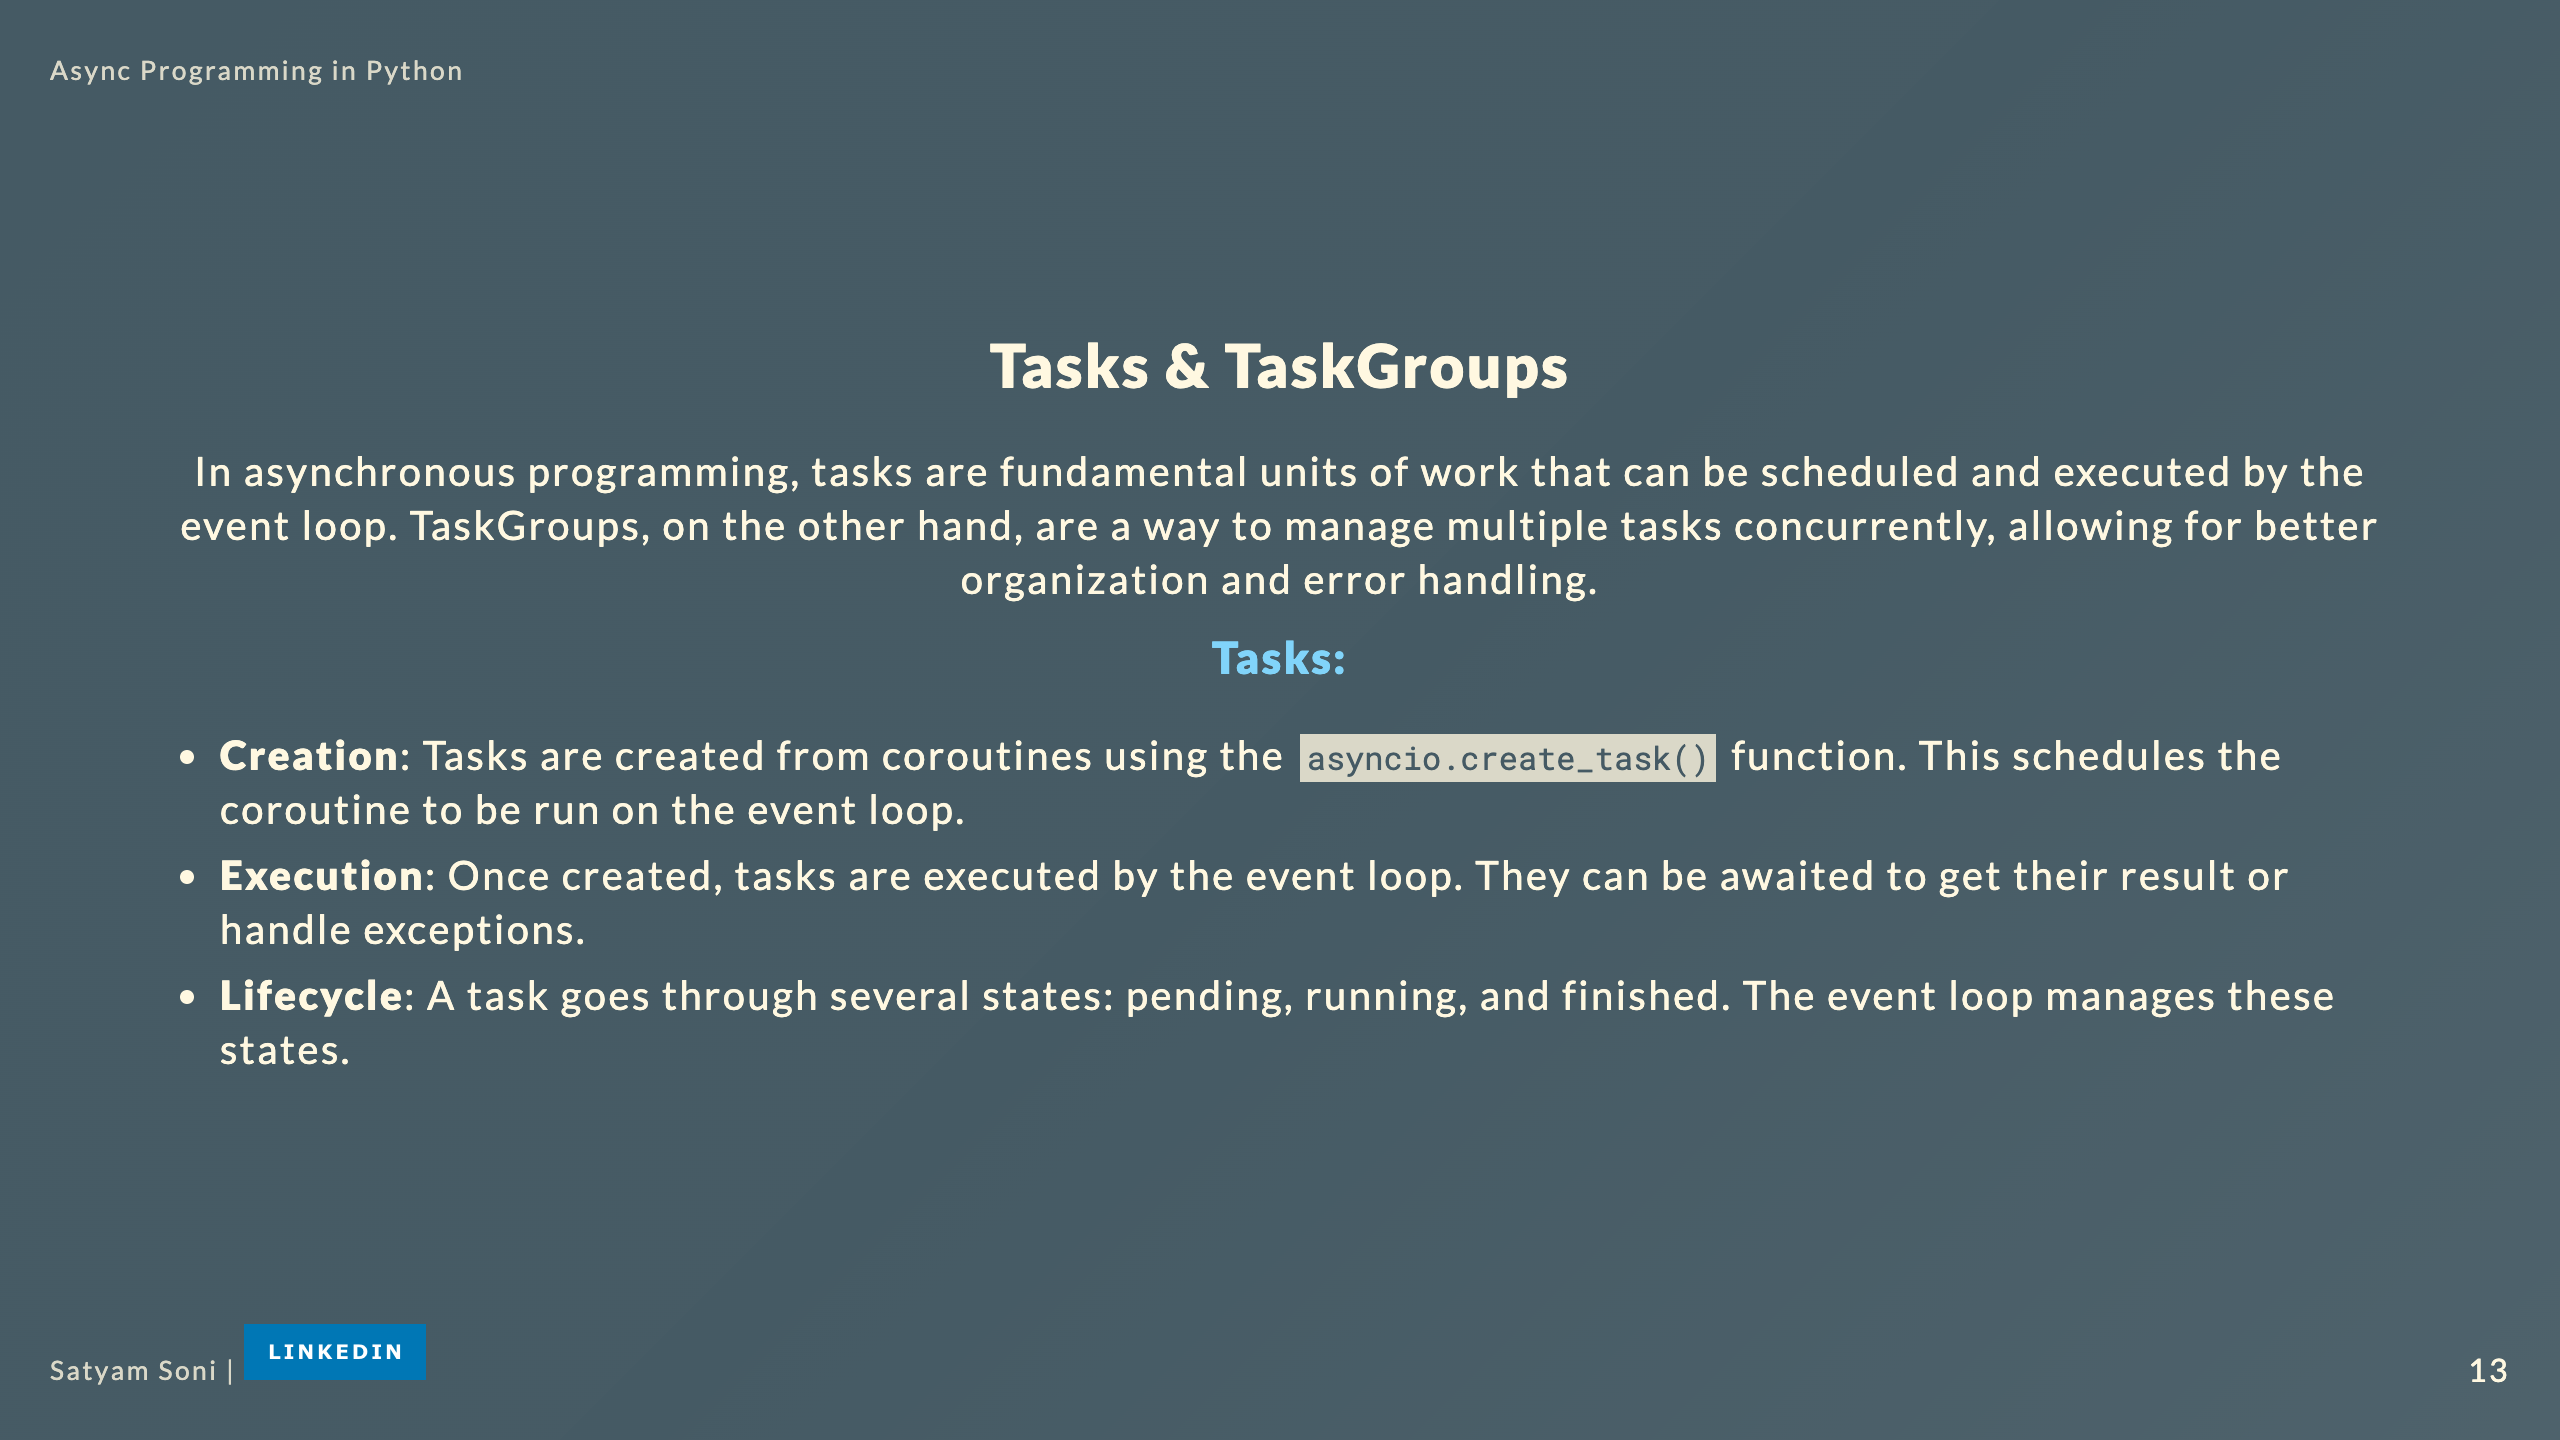 Async Programming in Python
Tasks & TaskGroups
In asynchronous programming, tasks are fundamental units of work that can be scheduled and executed by the
event loop. TaskGroups, on the other hand, are a way to manage multiple tasks concurrently, allowing for better
organization and error handling.
Tasks:
• Creation: Tasks are created from coroutines using the asyncio.create_task() function. This schedules the
coroutine to be run on the event loop.
• Execution: Once created, tasks are executed by the event loop. They can be awaited to get their result or
handle exceptions.
• Lifecycle: A task goes through several states: pending, running, and finished. The event loop manages these
states.
Satyam Soni | LINKEDIN
13